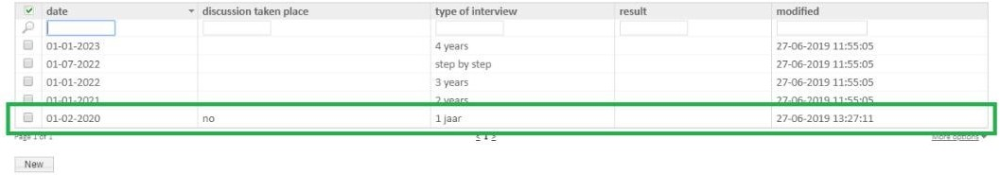 date discussion taken place type of interview result modified
01-01-2023 4 years 27-06-2019 11:55:05
01-07-2022 step by step 27-06-2019 11:55:05
01-01-2022 3 years 27-06-2019 11:55:05
01-01-2021 2 years 27-06-2019 11:55:05
01-02-2020 no 1 jaar 27-06-2019 13:27:11
Page 1 of 1 < 1 > More options
New